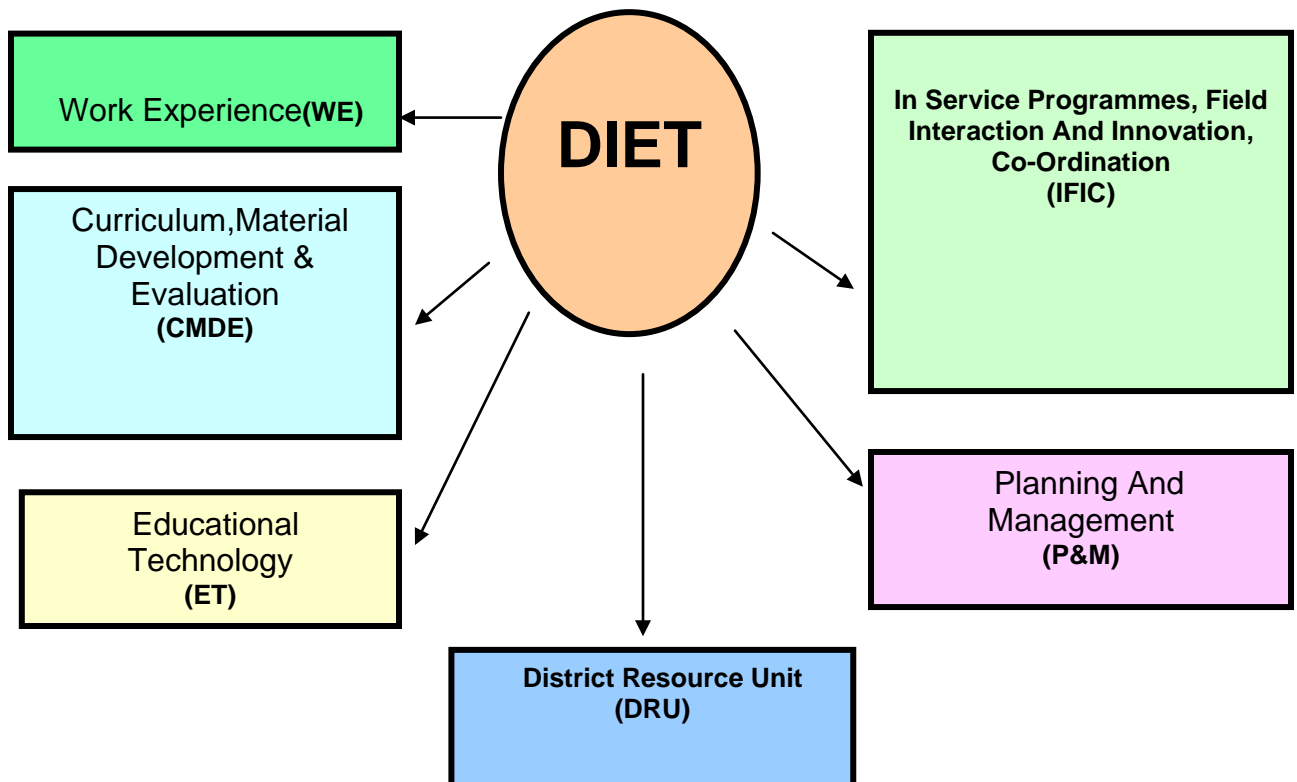 DIET
Work Experience(WE)
Curriculum,Material
Development &
Evaluation
(CMDE)
Educational
Technology
(ET)
District Resource Unit
(DRU)
In Service Programmes, Field
Interaction And Innovation,
Co-Ordination
(IFIC)
Planning And
Management
(P&M)